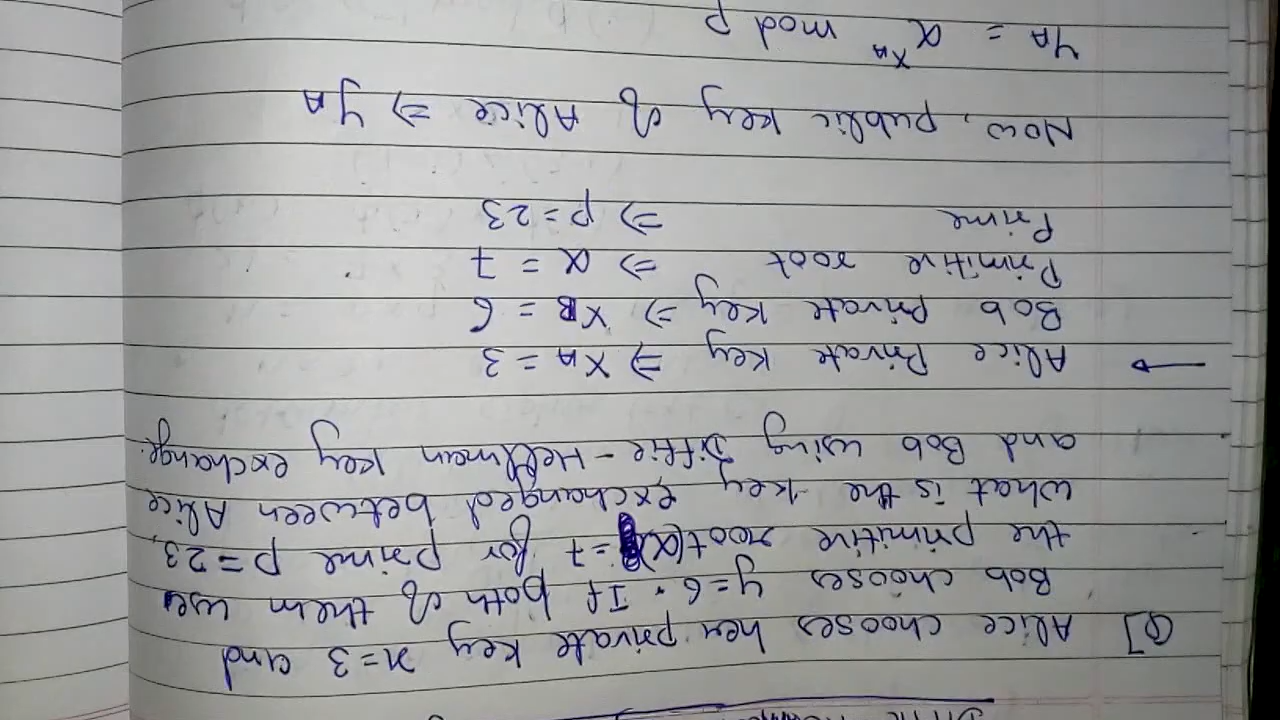 Q] Alice chooses her private key x=3 and
Bob chooses y=6. If both of them use
the primitive root(α)=7 for prime p=23,
what is the key exchanged between Alice
and Bob using Diffie-Hellman key exchange.
→ Alice Private key ⇒ XA = 3
Bob private key ⇒ XB = 6
Primitive root ⇒ α = 7
Prime ⇒ p = 23
Now, public key of Alice ⇒ YA
YA = α^XA mod p